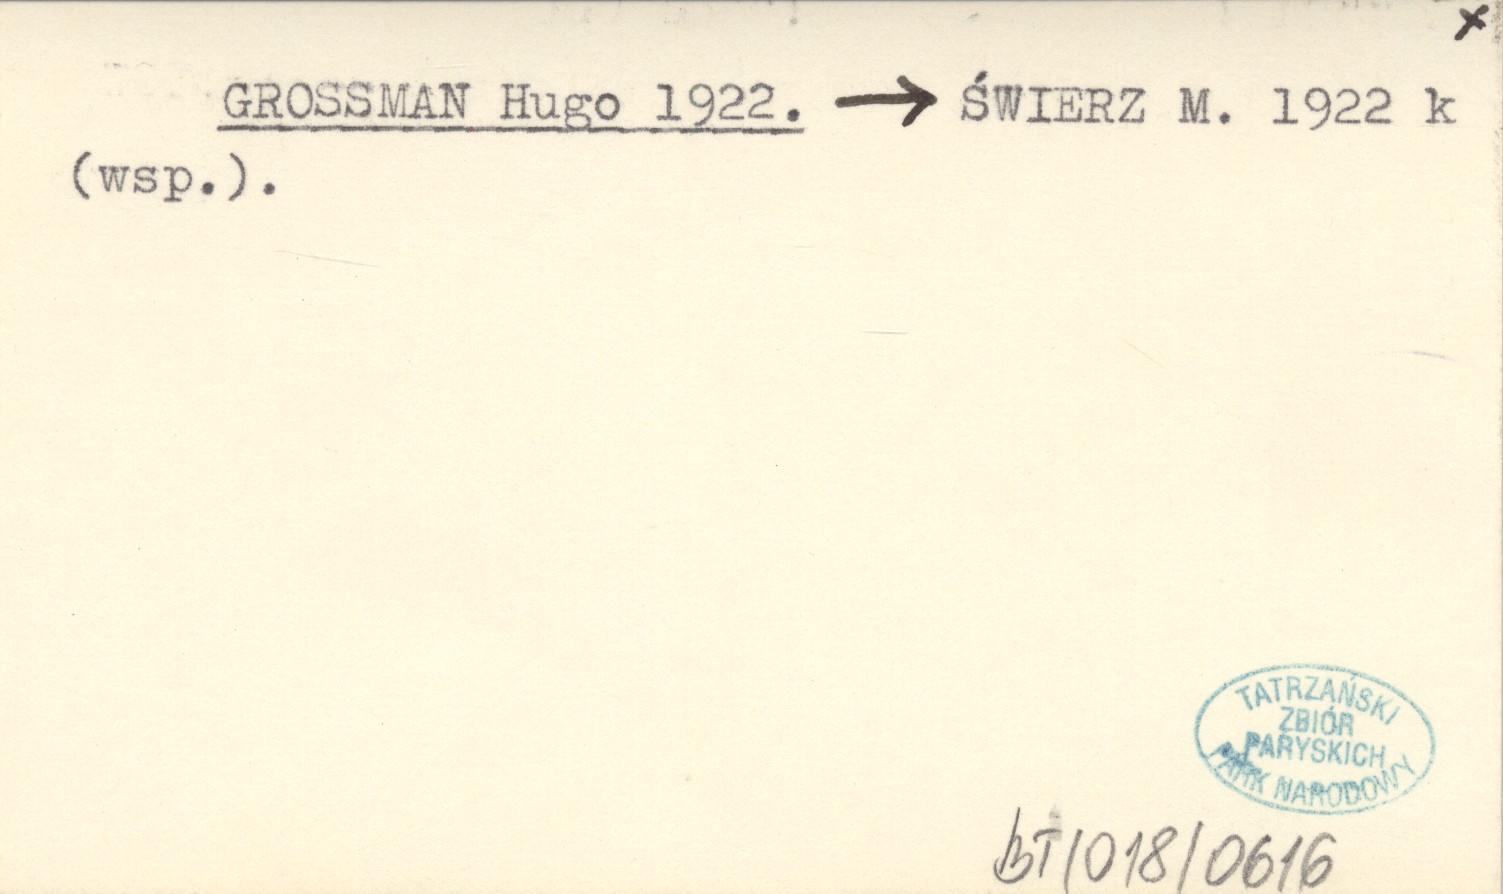 x
GROSSMAN Hugo 1922. → ŚWIERZ M. 1922 k
(wsp.).
TATRZAŃSKI
ZBIÓR
PARYSKICH
PARK NARODOWY
bT/018/0616